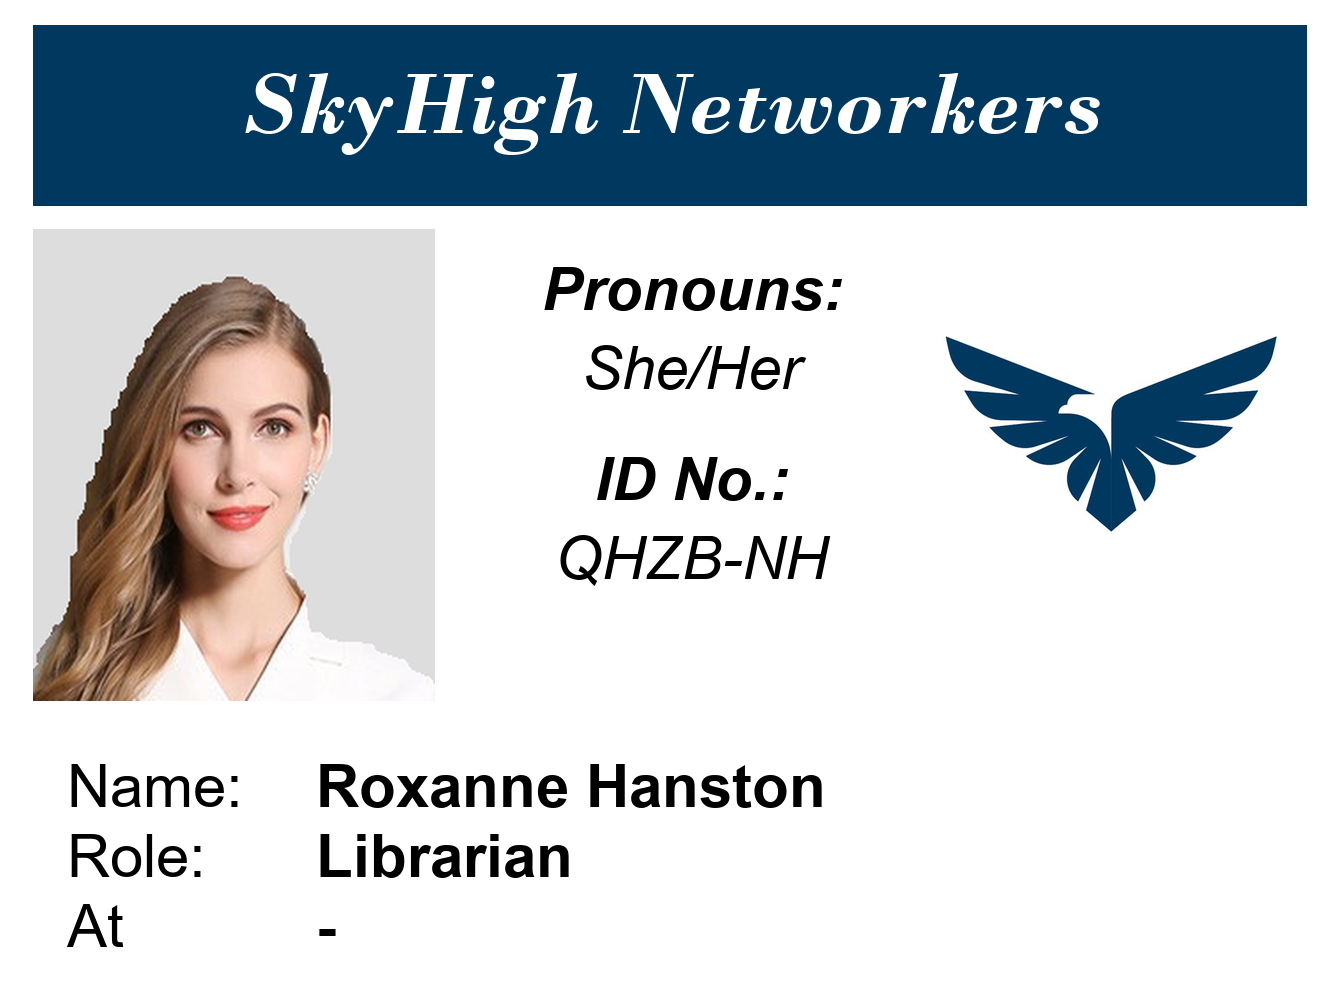 SkyHigh Networkers
Pronouns:
She/Her
ID No.:
QHZB-NH
Name: Roxanne Hanston
Role: Librarian
At -